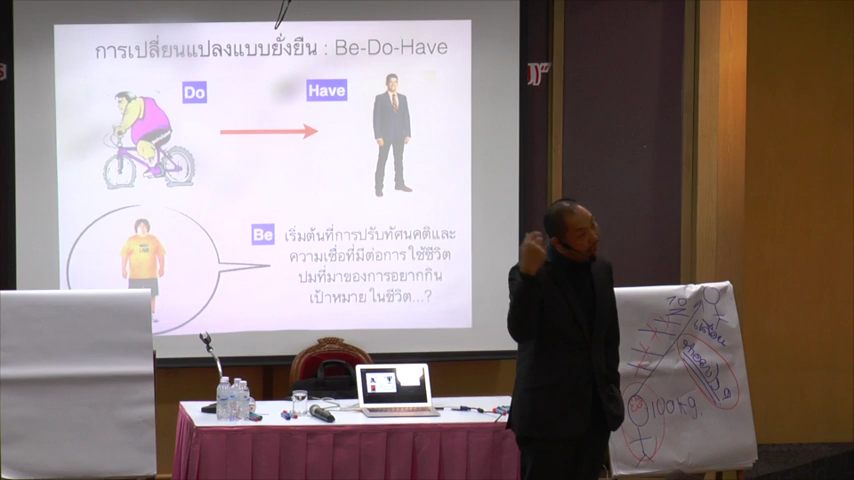 การเปลี่ยนแปลงแบบยั่งยืน : Be-Do-Have
Do
Have
Be
เริ่มต้นที่การปรับทัศนคติและ
ความเชื่อที่มีต่อการใช้ชีวิต
ปมที่มาของการอยากกิน
เป้าหมายในชีวิต...?
100 kg.